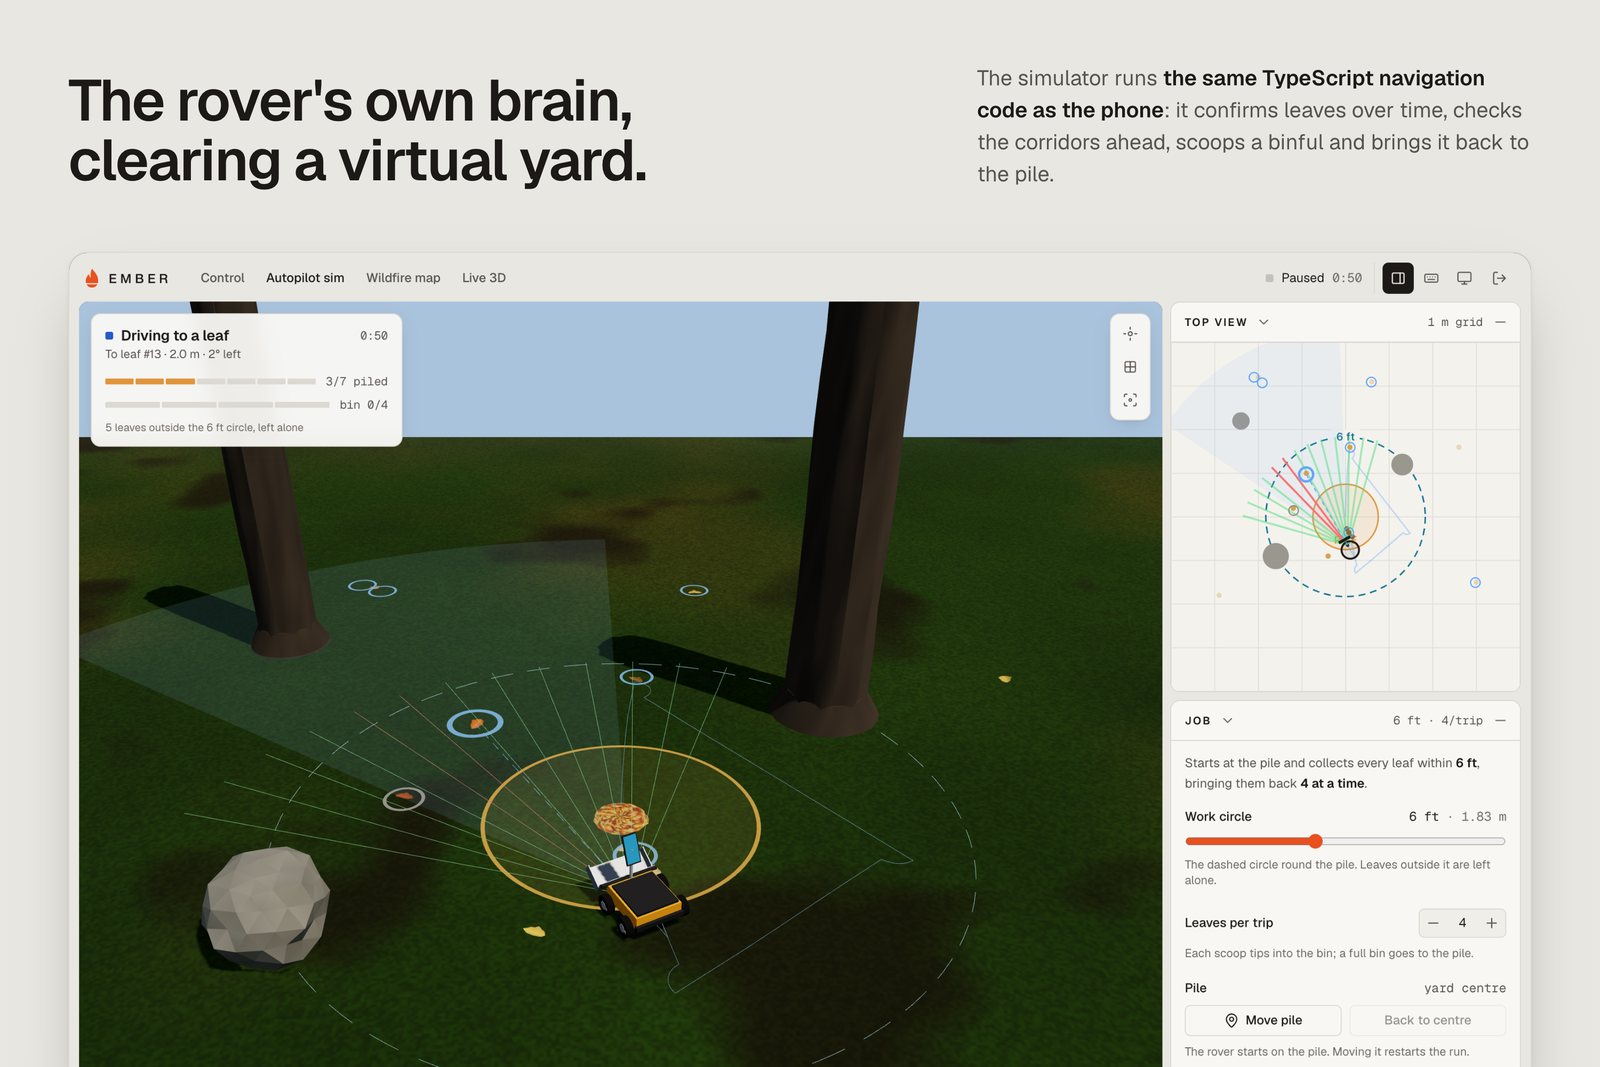 The rover's own brain,
clearing a virtual yard.
The simulator runs the same TypeScript navigation
code as the phone: it confirms leaves over time, checks
the corridors ahead, scoops a binful and brings it back to
the pile.
EMBER
Control
Autopilot sim
Wildfire map
Live 3D
Paused 0:50
Driving to a leaf 0:50
To leaf #13 · 2.0 m · 2° left
3/7 piled
bin 0/4
5 leaves outside the 6 ft circle, left alone
TOP VIEW
1 m grid
6 ft
JOB
6 ft · 4/trip
Starts at the pile and collects every leaf within 6 ft,
bringing them back 4 at a time.
Work circle 6 ft · 1.83 m
The dashed circle round the pile. Leaves outside it are left
alone.
Leaves per trip 4
Each scoop tips into the bin; a full bin goes to the pile.
Pile yard centre
Move pile
Back to centre
The rover starts on the pile. Moving it restarts the run.